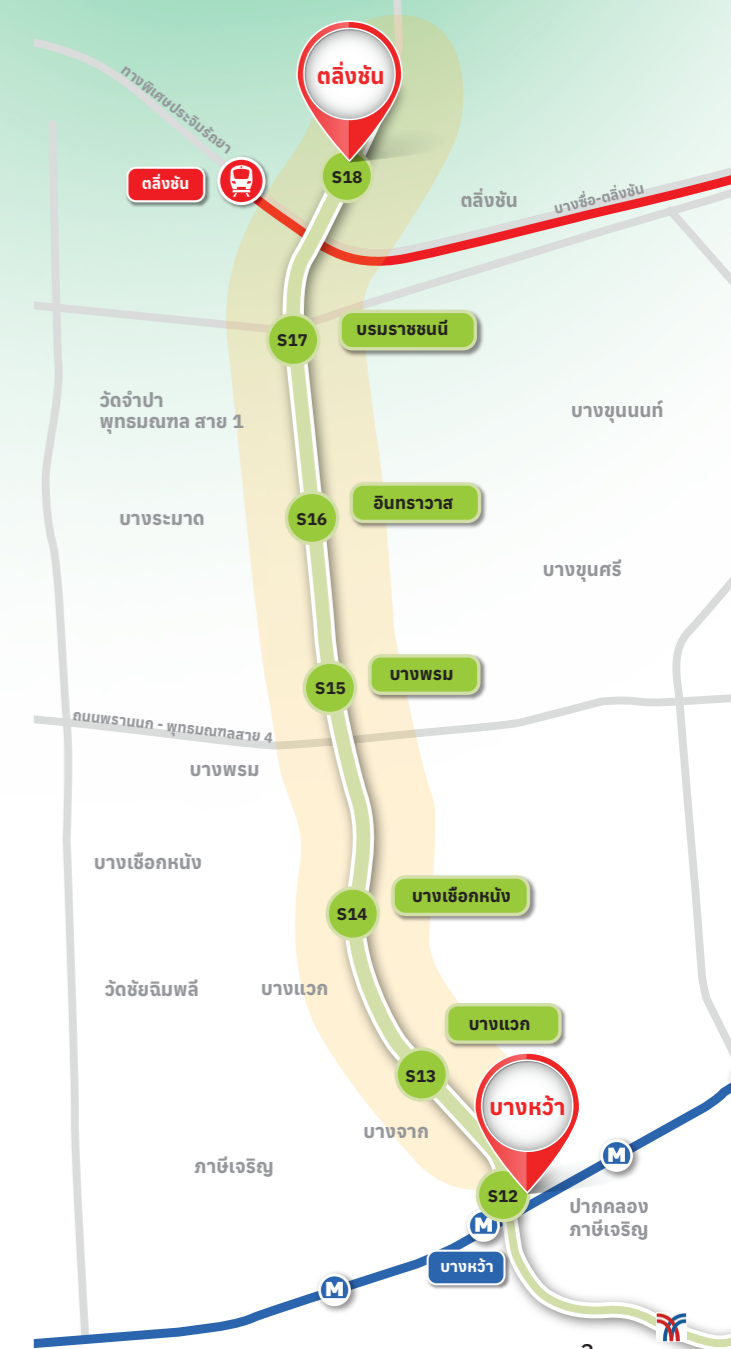 ตลิ่งชัน
ทางพิเศษประจิมรัถยา
ตลิ่งชัน
S18
ตลิ่งชัน
บางซื่อ-ตลิ่งชัน
S17
บรมราชชนนี
วัดจำปา
พุทธมณฑล สาย 1
บางขุนนนท์
S16
อินทราวาส
บางระมาด
บางขุนศรี
S15
บางพรม
ถนนพรานนก - พุทธมณฑลสาย 4
บางพรม
บางเชือกหนัง
S14
บางเชือกหนัง
วัดชัยฉิมพลี
บางแวก
บางแวก
S13
บางหว้า
บางจาก
ภาษีเจริญ
M
S12
ปากคลอง
ภาษีเจริญ
M
บางหว้า
M